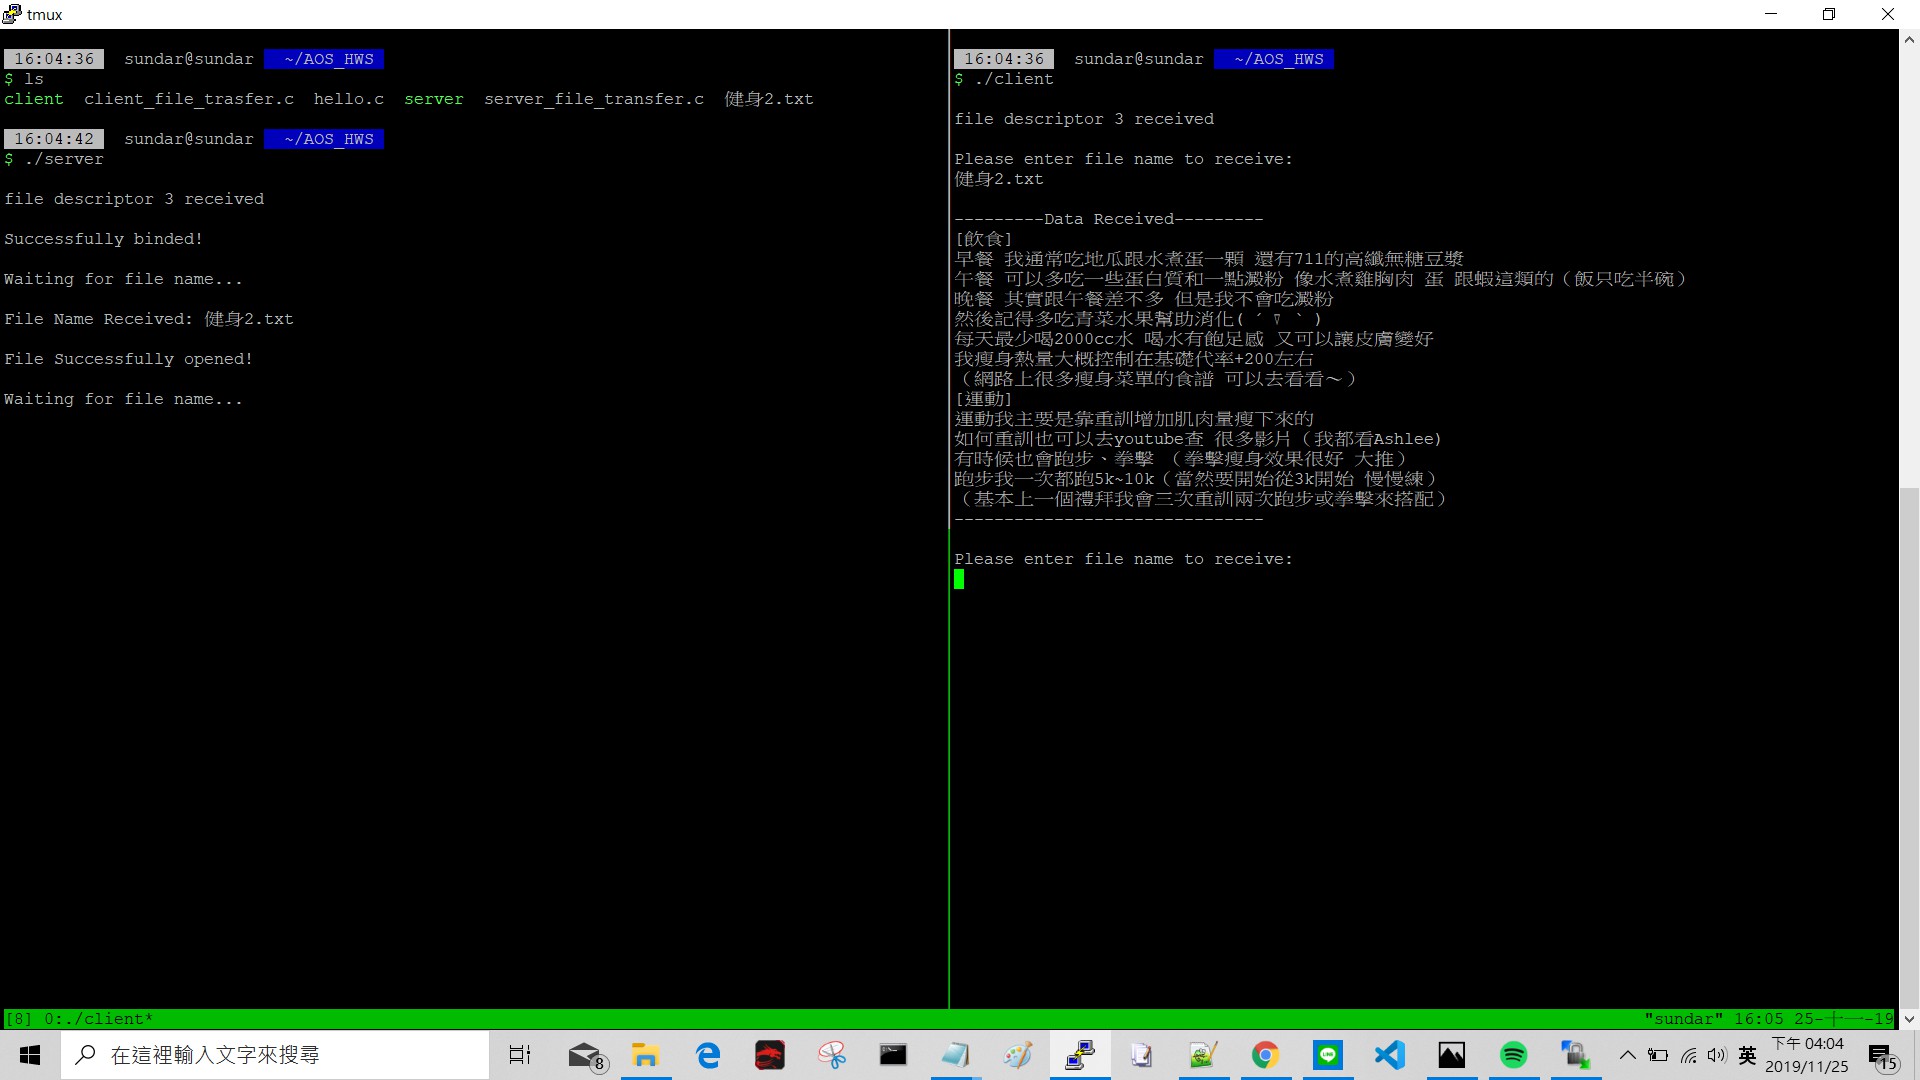 tmux
16:04:36 sundar@sundar ~/AOS_HWS
$ ls
client client_file_trasfer.c hello.c server server_file_transfer.c 健身2.txt
16:04:42 sundar@sundar ~/AOS_HWS
$ ./server
file descriptor 3 received
Successfully binded!
Waiting for file name...
File Name Received: 健身2.txt
File Successfully opened!
Waiting for file name...
16:04:36 sundar@sundar ~/AOS_HWS
$ ./client
file descriptor 3 received
Please enter file name to receive:
健身2.txt
---------Data Received---------
[飲食]
早餐 我通常吃地瓜跟水煮蛋一顆 還有711的高纖無糖豆漿
午餐 可以多吃一些蛋白質和一點澱粉 像水煮雞胸肉 蛋 跟蝦這類的（飯只吃半碗）
晚餐 其實跟午餐差不多 但是我不會吃澱粉
然後記得多吃青菜水果幫助消化( ´ ▿ ` )
每天最少喝2000cc水 喝水有飽足感 又可以讓皮膚變好
我瘦身熱量大概控制在基礎代率+200左右
（網路上很多瘦身菜單的食譜 可以去看看～）
[運動]
運動我主要是靠重訓增加肌肉量瘦下來的
如何重訓也可以去youtube查 很多影片（我都看Ashlee)
有時候也會跑步、拳擊 （拳擊瘦身效果很好 大推）
跑步我一次都跑5k~10k（當然要開始從3k開始 慢慢練）
（基本上一個禮拜我會三次重訓兩次跑步或拳擊來搭配）
-------------------------------
Please enter file name to receive:
[8] 0:./client* "sundar" 16:05 25-十一-19
在這裡輸入文字來搜尋 8 英 下午 04:04 15
2019/11/25